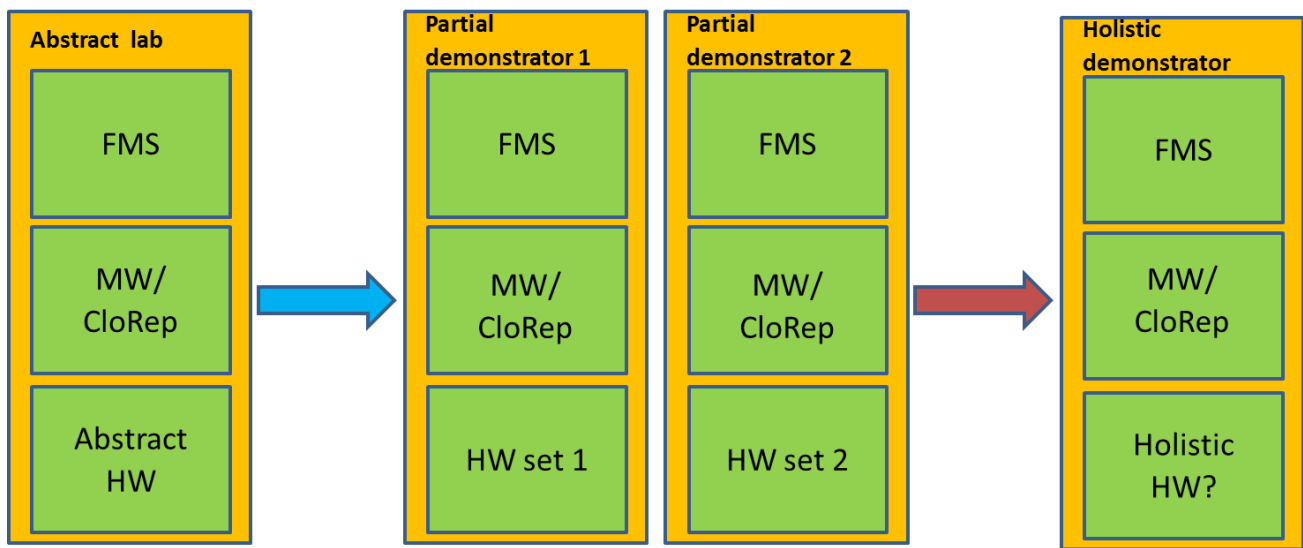 Abstract lab
FMS
MW/
CloRep
Abstract
HW
Partial
demonstrator 1
FMS
MW/
CloRep
HW set 1
Partial
demonstrator 2
FMS
MW/
CloRep
HW set 2
Holistic
demonstrator
FMS
MW/
CloRep
Holistic
HW?